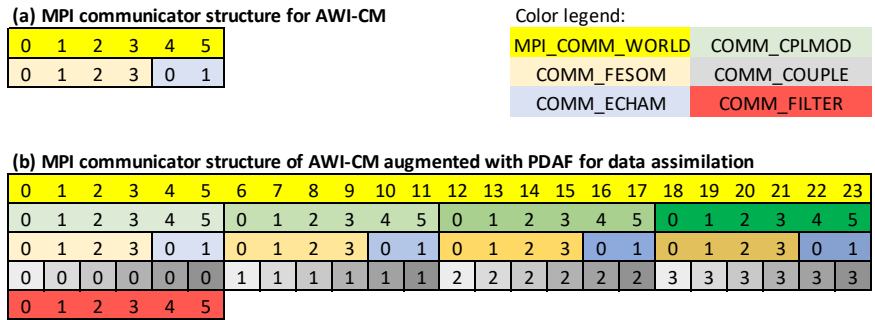 (a) MPI communicator structure for AWI-CM
0 1 2 3 4 5
0 1 2 3 0 1
Color legend:
MPI_COMM_WORLD COMM_CPLMOD
COMM_FESOM COMM_COUPLE
COMM_ECHAM COMM_FILTER
(b) MPI communicator structure of AWI-CM augmented with PDAF for data assimilation
0 1 2 3 4 5 6 7 8 9 10 11 12 13 14 15 16 17 18 19 20 21 22 23
0 1 2 3 4 5 0 1 2 3 4 5 0 1 2 3 4 5 0 1 2 3 4 5
0 1 2 3 0 1 0 1 2 3 0 1 0 1 2 3 0 1 0 1 2 3 0 1
0 0 0 0 0 0 1 1 1 1 1 1 2 2 2 2 2 2 3 3 3 3 3 3
0 1 2 3 4 5